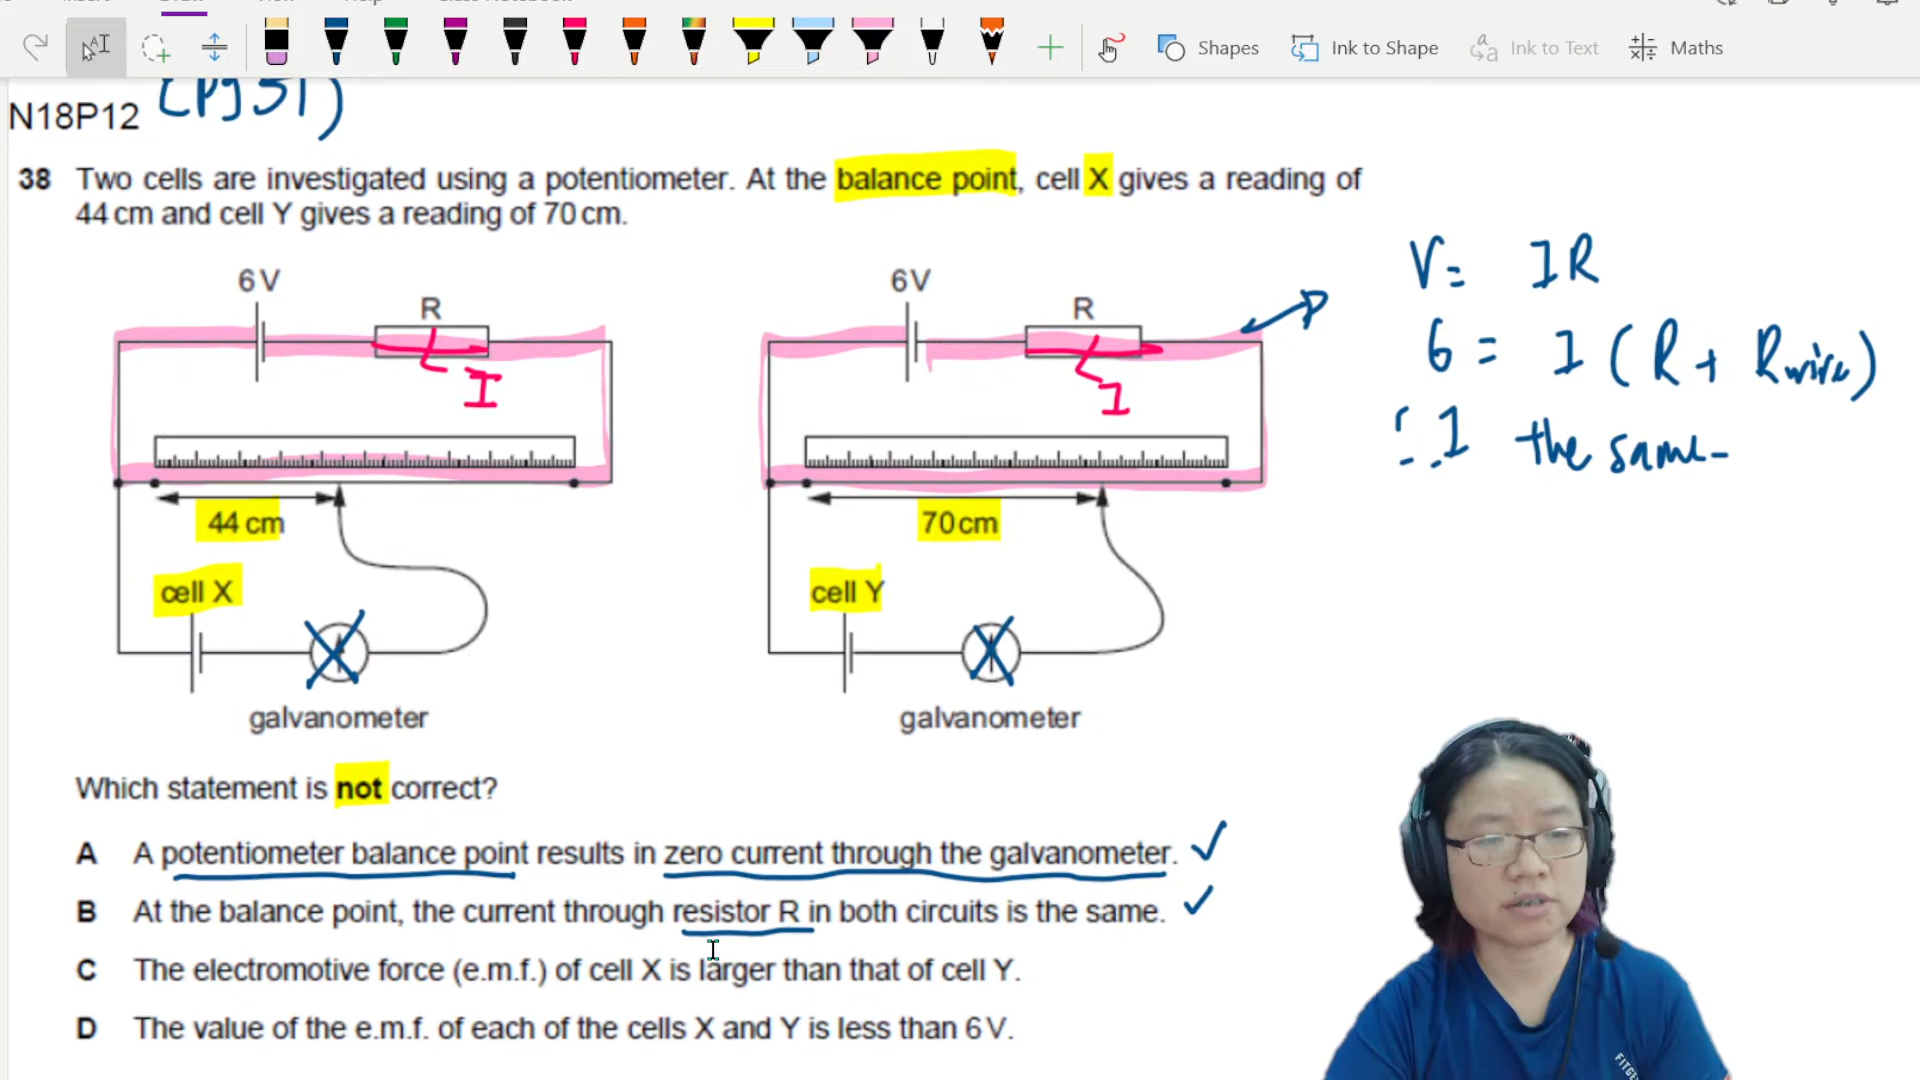 Shapes
Ink to Shape
Ink to Text
Maths
N18P12 (Pg 31)
38 Two cells are investigated using a potentiometer. At the balance point, cell X gives a reading of
44 cm and cell Y gives a reading of 70 cm.
6 V
R
I
44 cm
cell X
galvanometer
6 V
R
I
70 cm
cell Y
galvanometer
V = IR
6 = I (R + Rwire)
∴ I the same-
Which statement is not correct?
A A potentiometer balance point results in zero current through the galvanometer. ✓
B At the balance point, the current through resistor R in both circuits is the same. ✓
C The electromotive force (e.m.f.) of cell X is larger than that of cell Y.
D The value of the e.m.f. of each of the cells X and Y is less than 6 V.